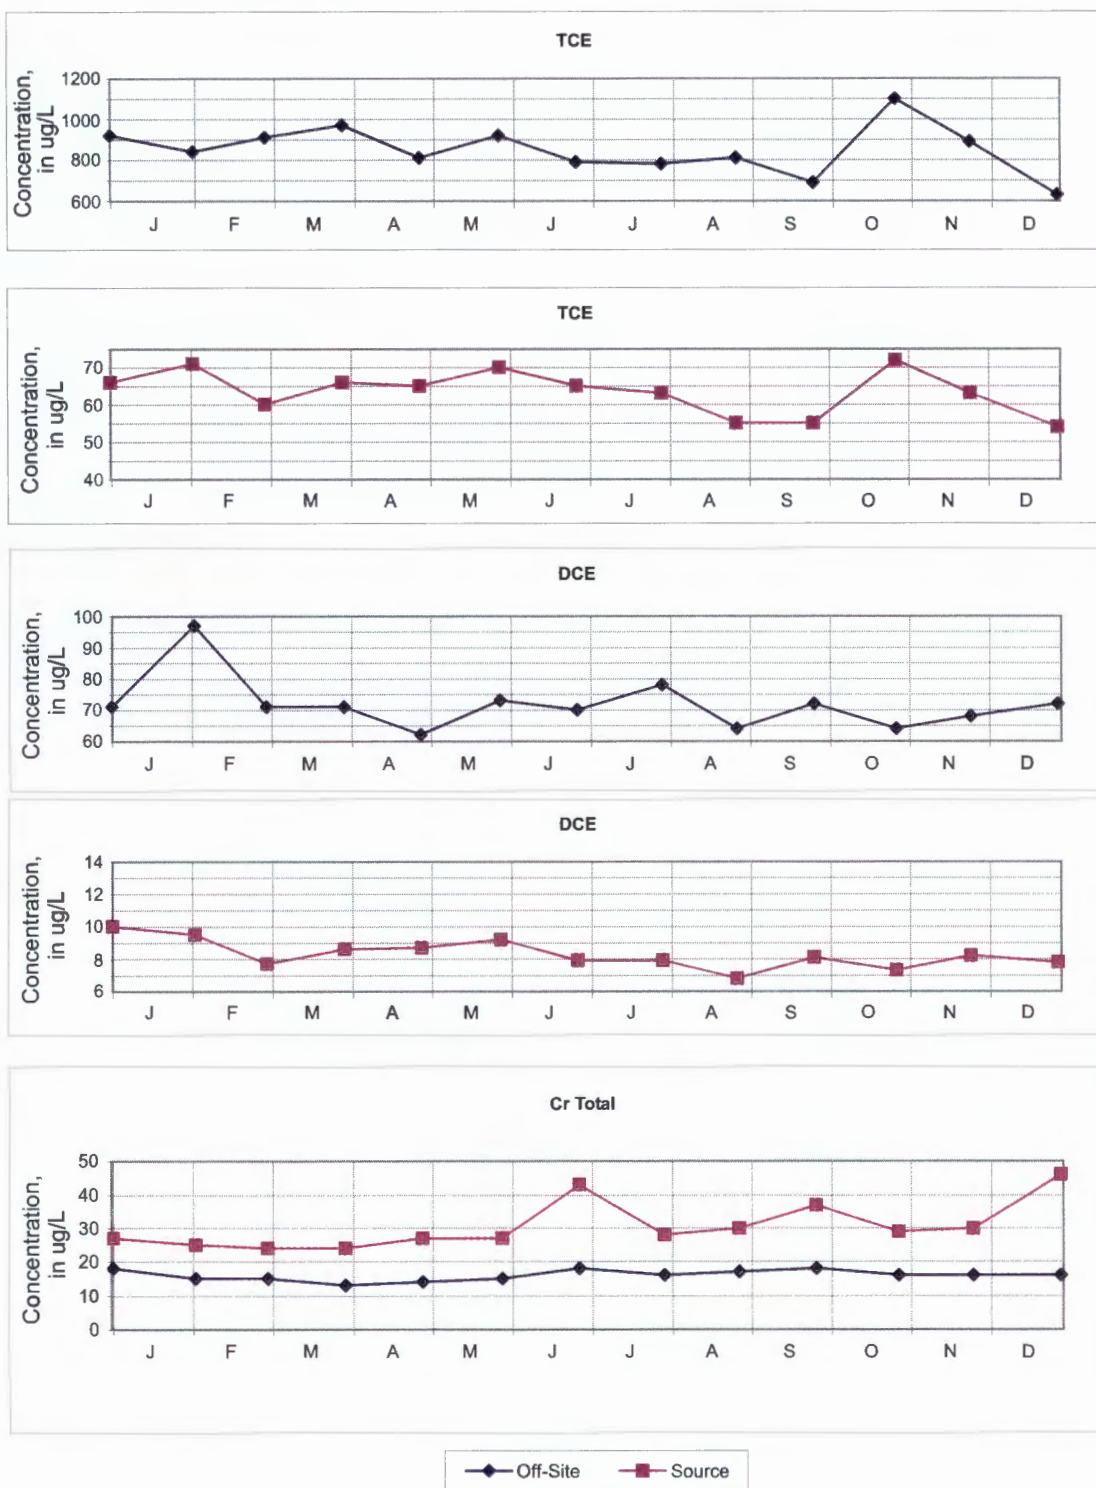 TCE
Concentration,
in ug/L
1200
1000
800
600
J F M A M J J A S O N D
TCE
Concentration,
in ug/L
70
60
50
40
J F M A M J J A S O N D
DCE
Concentration,
in ug/L
100
90
80
70
60
J F M A M J J A S O N D
DCE
Concentration,
in ug/L
14
12
10
8
6
J F M A M J J A S O N D
Cr Total
Concentration,
in ug/L
50
40
30
20
10
0
J F M A M J J A S O N D
Off-Site Source